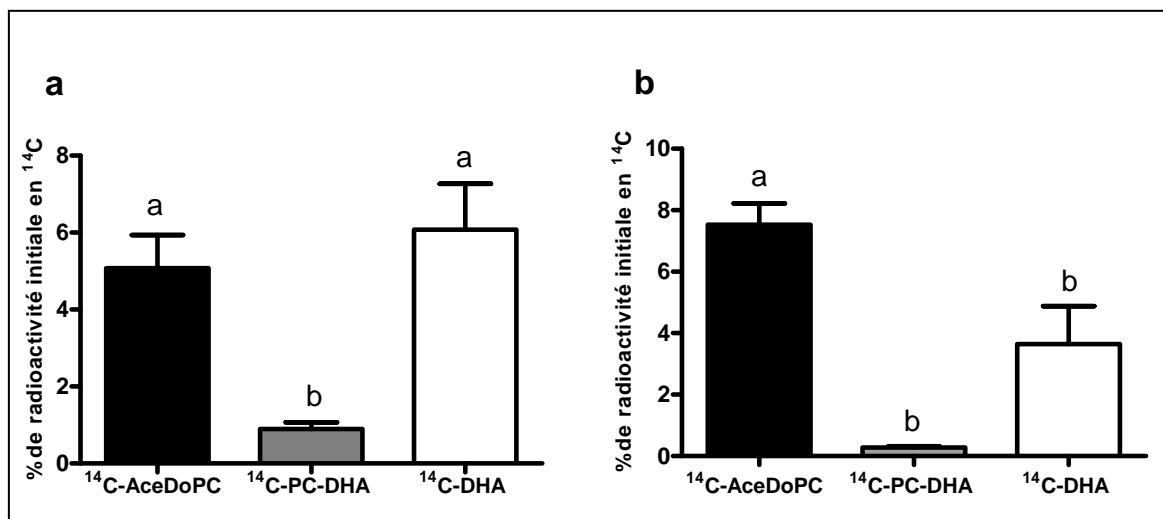 a
% de radioactivité initiale en ¹⁴C
8
6
4
2
0
a
b
a
¹⁴C-AceDoPC ¹⁴C-PC-DHA ¹⁴C-DHA
b
% de radioactivité initiale en ¹⁴C
10
8
6
4
2
0
a
b
b
¹⁴C-AceDoPC ¹⁴C-PC-DHA ¹⁴C-DHA